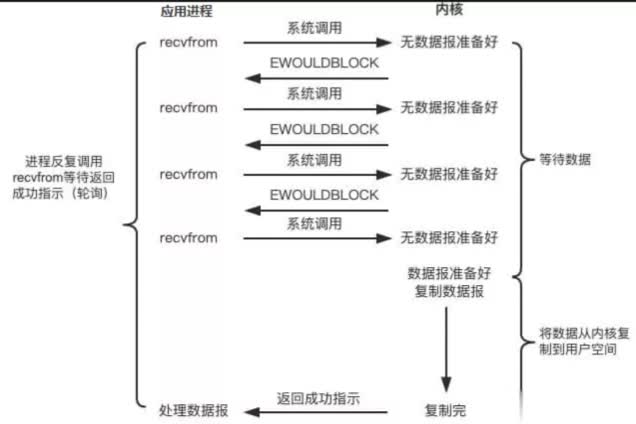 应用进程
内核
recvfrom
系统调用
无数据报准备好
EWOULDBLOCK
recvfrom
系统调用
无数据报准备好
EWOULDBLOCK
recvfrom
系统调用
无数据报准备好
EWOULDBLOCK
recvfrom
系统调用
无数据报准备好
进程反复调用
recvfrom等待返回
成功指示（轮询）
等待数据
数据报准备好
复制数据报
将数据从内核复
制到用户空间
处理数据报
返回成功指示
复制完